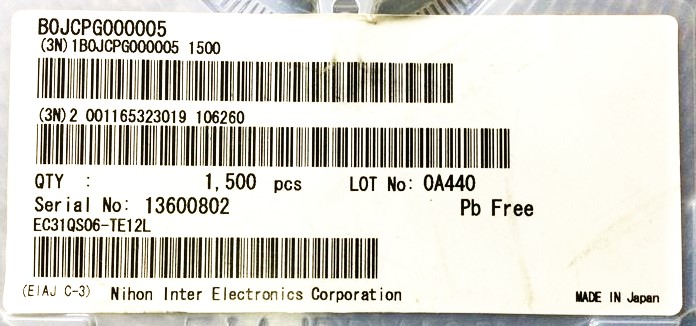 B0JCPG000005
(3N)1B0JCPG000005 1500
(3N)2 001165323019 106260
QTY : 1,500 pcs LOT No: 0A440
Serial No: 13600802 Pb Free
EC31QS06-TE12L
(EIAJ C-3) Nihon Inter Electronics Corporation MADE IN Japan